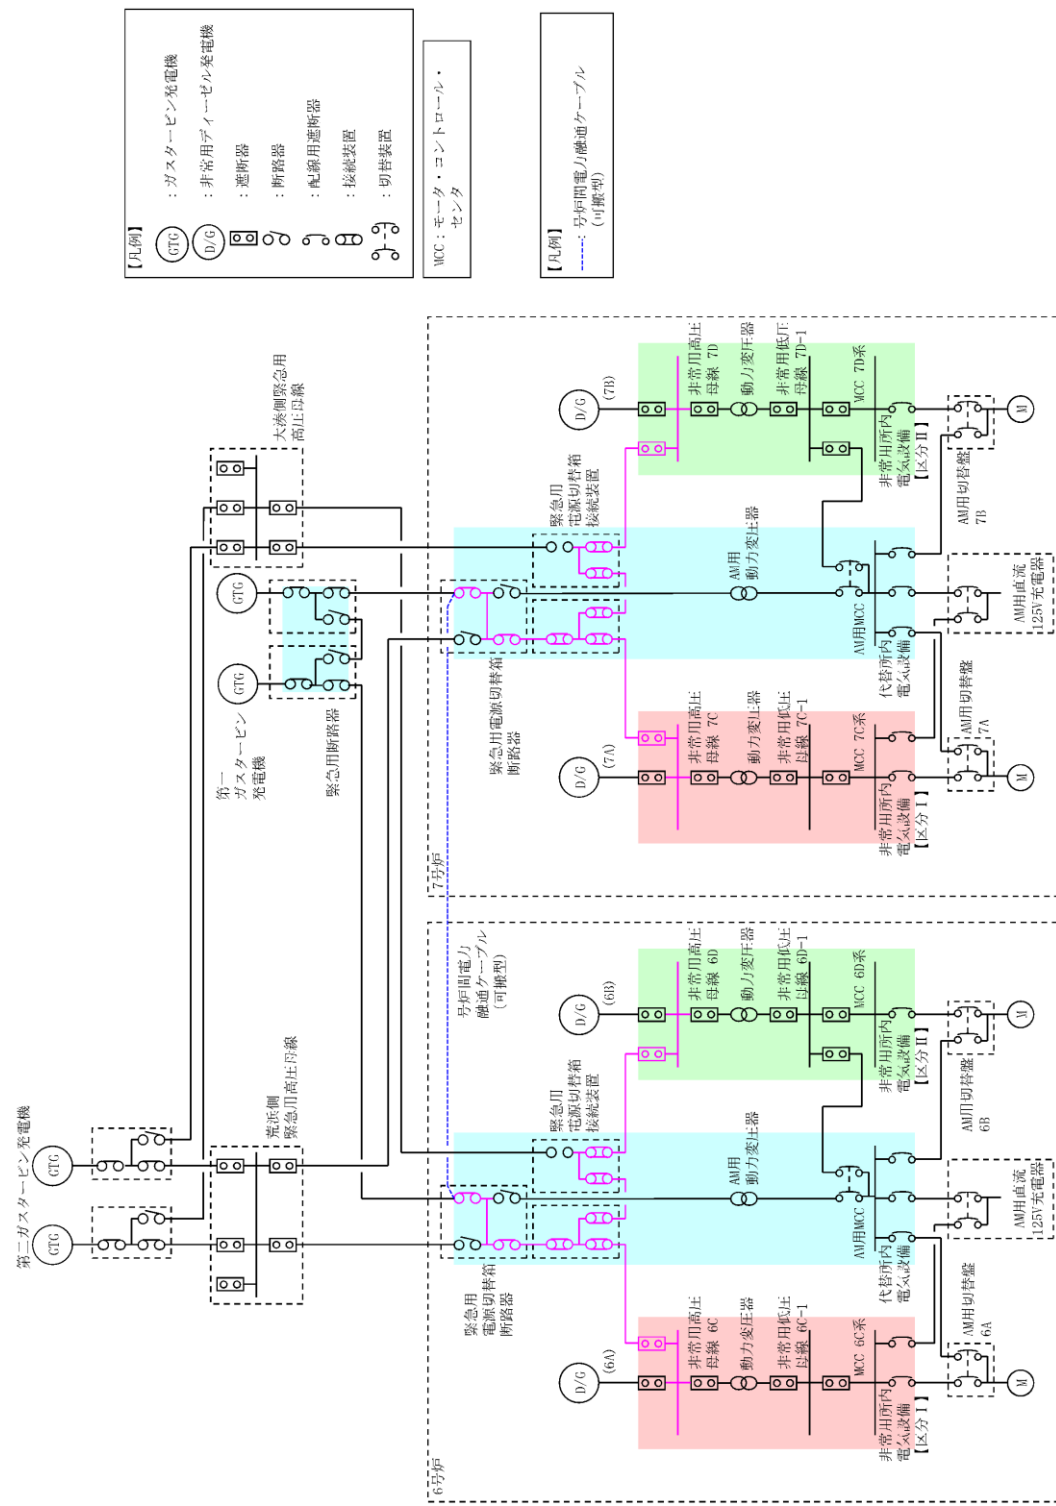 【凡例】
GTG
：ガスタービン発電機
D/G
：非常用ディーゼル発電機
：遮断器
：断路器
：配線用遮断器
：接続装置
：切替装置
MCC：モータ・コントロール・
センタ
【凡例】
：号炉間電力融通ケーブル
(可搬型)
第二ガスタービン発電機
GTG
GTG
荒浜側
緊急用高圧母線
大湊側緊急用
高圧母線
第一
ガスタービン
発電機
GTG
GTG
緊急用断路器
6号炉
緊急用
電源切替箱
断路器
号炉間電力
融通ケーブル
(可搬型)
緊急用
電源切替箱
接続装置
D/G
(6A)
D/G
(6B)
非常用高圧
母線 6C
動力変圧器
非常用低圧
母線 6C-1
MCC 6C系
非常用所内
電気設備
【区分Ⅰ】
AM用
動力変圧器
AM用MCC
代替所内
電気設備
非常用高圧
母線 6D
動力変圧器
非常用低圧
母線 6D-1
MCC 6D系
非常用所内
電気設備
【区分Ⅱ】
AM用切替盤
6A
AM用直流
125V充電器
AM用切替盤
6B
M
M
7号炉
緊急用電源切替箱
断路器
緊急用
電源切替箱
接続装置
D/G
(7A)
D/G
(7B)
非常用高圧
母線 7C
動力変圧器
非常用低圧
母線 7C-1
MCC 7C系
非常用所内
電気設備
【区分Ⅰ】
AM用
動力変圧器
AM用MCC
代替所内
電気設備
非常用高圧
母線 7D
動力変圧器
非常用低圧
母線 7D-1
MCC 7D系
非常用所内
電気設備
【区分Ⅱ】
AM用切替盤
7A
AM用直流
125V充電器
AM用切替盤
7B
M
M